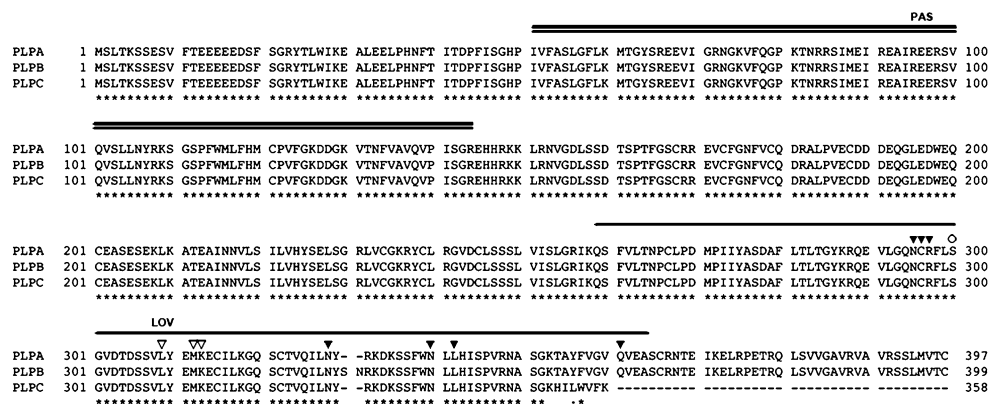 PAS
PLPA 1 MSLTKSSESV FTEEEEEDSF SGRYTLWIKE ALEELPHNFT ITDPFISGHP IVFASLGFLK MTGYSREEVI GRNGKVFQGP KTNRRSIMEI REAIREERSV 100
PLPB 1 MSLTKSSESV FTEEEEEDSF SGRYTLWIKE ALEELPHNFT ITDPFISGHP IVFASLGFLK MTGYSREEVI GRNGKVFQGP KTNRRSIMEI REAIREERSV 100
PLPC 1 MSLTKSSESV FTEEEEEDSF SGRYTLWIKE ALEELPHNFT ITDPFISGHP IVFASLGFLK MTGYSREEVI GRNGKVFQGP KTNRRSIMEI REAIREERSV 100
********** ********** ********** ********** ********** ********** ********** ********** ********** **********
PLPA 101 QVSLLNYRKS GSPFWMLFHM CPVFGKDDGK VTNFVAVQVP ISGREHHRKK LRNVGDLSSD TSPTFGSCRR EVCFGNFVCQ DRALPVECDD DEQGLEDWEQ 200
PLPB 101 QVSLLNYRKS GSPFWMLFHM CPVFGKDDGK VTNFVAVQVP ISGREHHRKK LRNVGDLSSD TSPTFGSCRR EVCFGNFVCQ DRALPVECDD DEQGLEDWEQ 200
PLPC 101 QVSLLNYRKS GSPFWMLFHM CPVFGKDDGK VTNFVAVQVP ISGREHHRKK LRNVGDLSSD TSPTFGSCRR EVCFGNFVCQ DRALPVECDD DEQGLEDWEQ 200
********** ********** ********** ********** ********** ********** ********** ********** ********** **********
PLPA 201 CEASESEKLK ATEAINNVLS ILVHYSELSG RLVCGKRYCL RGVDCLSSSL VISLGRIKQS FVLTNPCLPD MPIIYASDAF LTLTGYKRQE VLGQNCRFLS 300
PLPB 201 CEASESEKLK ATEAINNVLS ILVHYSELSG RLVCGKRYCL RGVDCLSSSL VISLGRIKQS FVLTNPCLPD MPIIYASDAF LTLTGYKRQE VLGQNCRFLS 300
PLPC 201 CEASESEKLK ATEAINNVLS ILVHYSELSG RLVCGKRYCL RGVDCLSSSL VISLGRIKQS FVLTNPCLPD MPIIYASDAF LTLTGYKRQE VLGQNCRFLS 300
********** ********** ********** ********** ********** ********** ********** ********** ********** **********
LOV
PLPA 301 GVDTDSSVLY EMKECILKGQ SCTVQILNY- -RKDKSSFWN LLHISPVRNA SGKTAYFVGV QVEASCRNTE IKELRPETRQ LSVVGAVRVA VRSSLMVTC 397
PLPB 301 GVDTDSSVLY EMKECILKGQ SCTVQILNYS NRKDKSSFWN LLHISPVRNA SGKTAYFVGV QVEASCRNTE IKELRPETRQ LSVVGAVRVA VRSSLMVTC 399
PLPC 301 GVDTDSSVLY EMKECILKGQ SCTVQILNY- -RKDKSSFWN LLHISPVRNA SGKHILWVFK ---------- ---------- ---------- --------- 358
********** ********** ********* ********* ********** *** .*